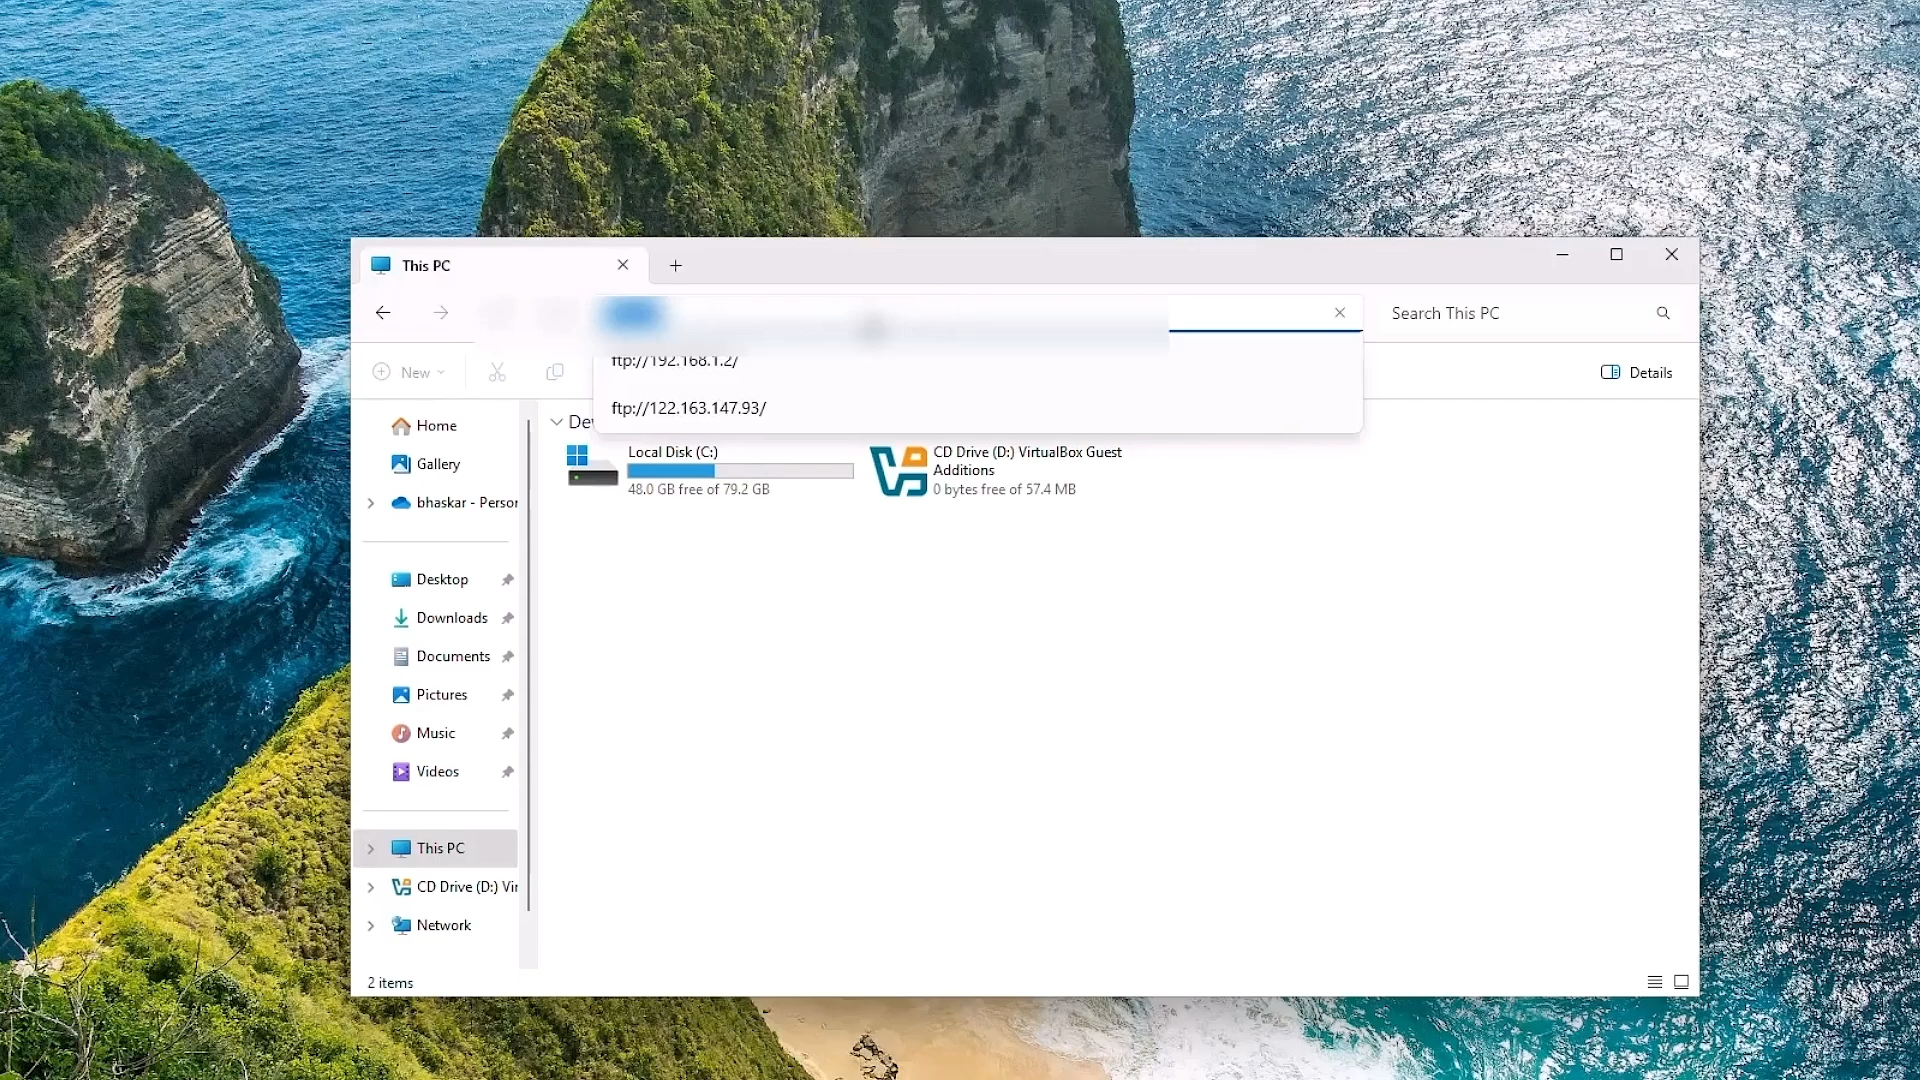 This PC
Search This PC
New
Details
ftp://192.168.1.2/
ftp://122.163.147.93/
Home
Gallery
bhaskar - Person
Desktop
Downloads
Documents
Pictures
Music
Videos
This PC
CD Drive (D:) Vir
Network
Dev
Local Disk (C:)
48.0 GB free of 79.2 GB
CD Drive (D:) VirtualBox Guest
Additions
0 bytes free of 57.4 MB
2 items